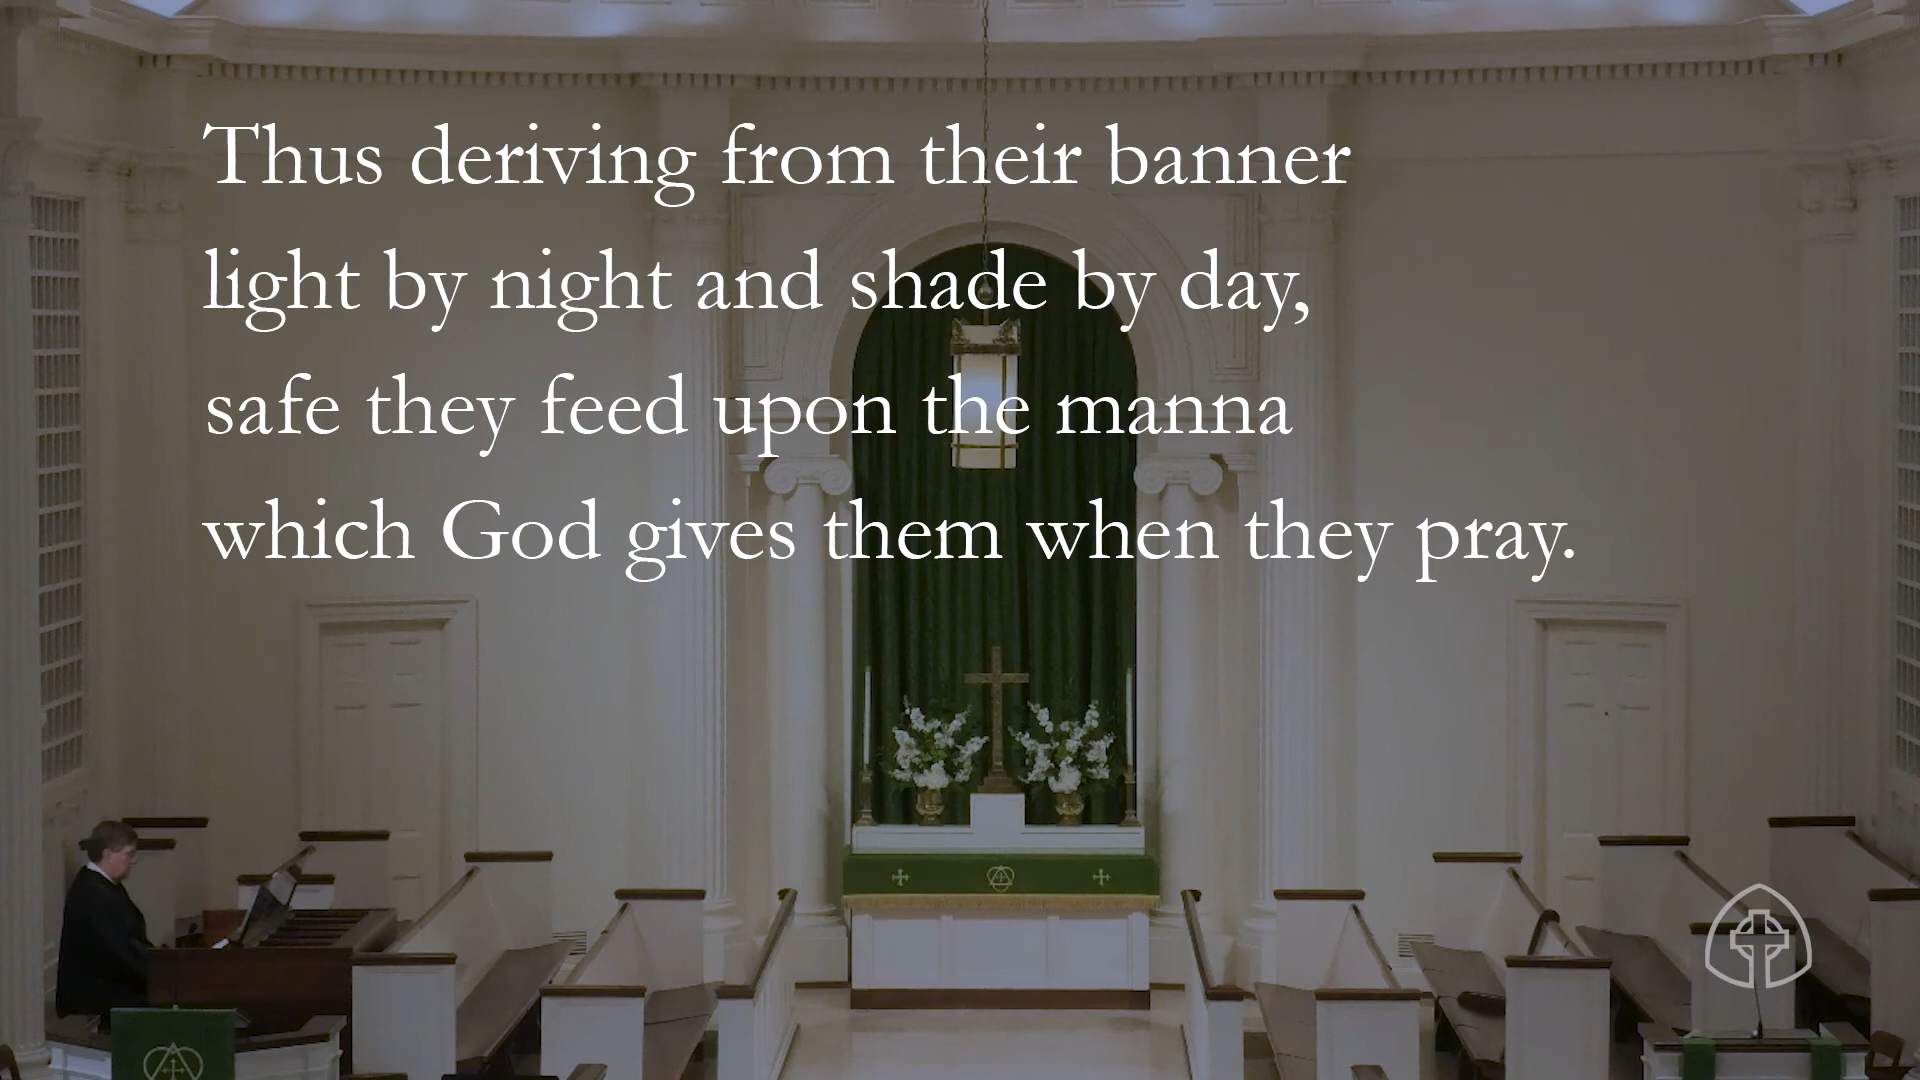 Thus deriving from their banner
light by night and shade by day,
safe they feed upon the manna
which God gives them when they pray.